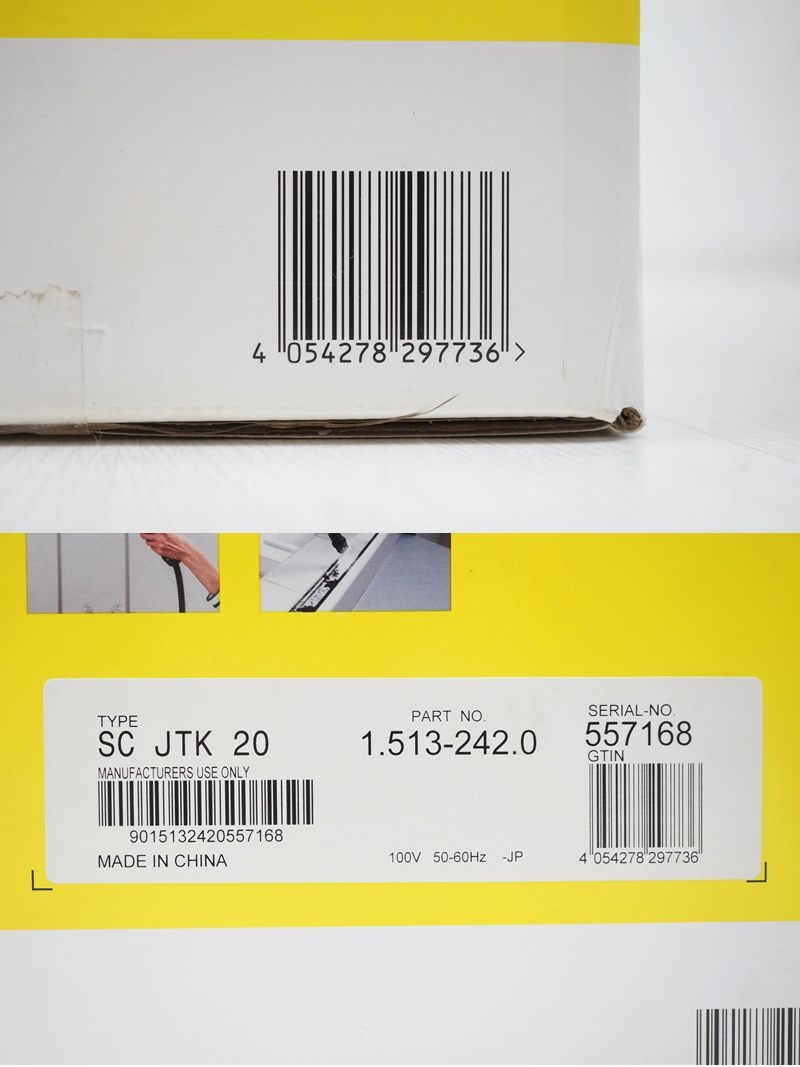 4 054278 297736 >
TYPE
SC JTK 20
MANUFACTURERS USE ONLY
9015132420557168
MADE IN CHINA
PART NO.
1.513-242.0
100V 50-60Hz -JP
SERIAL-NO.
557168
GTIN
4 054278 297736